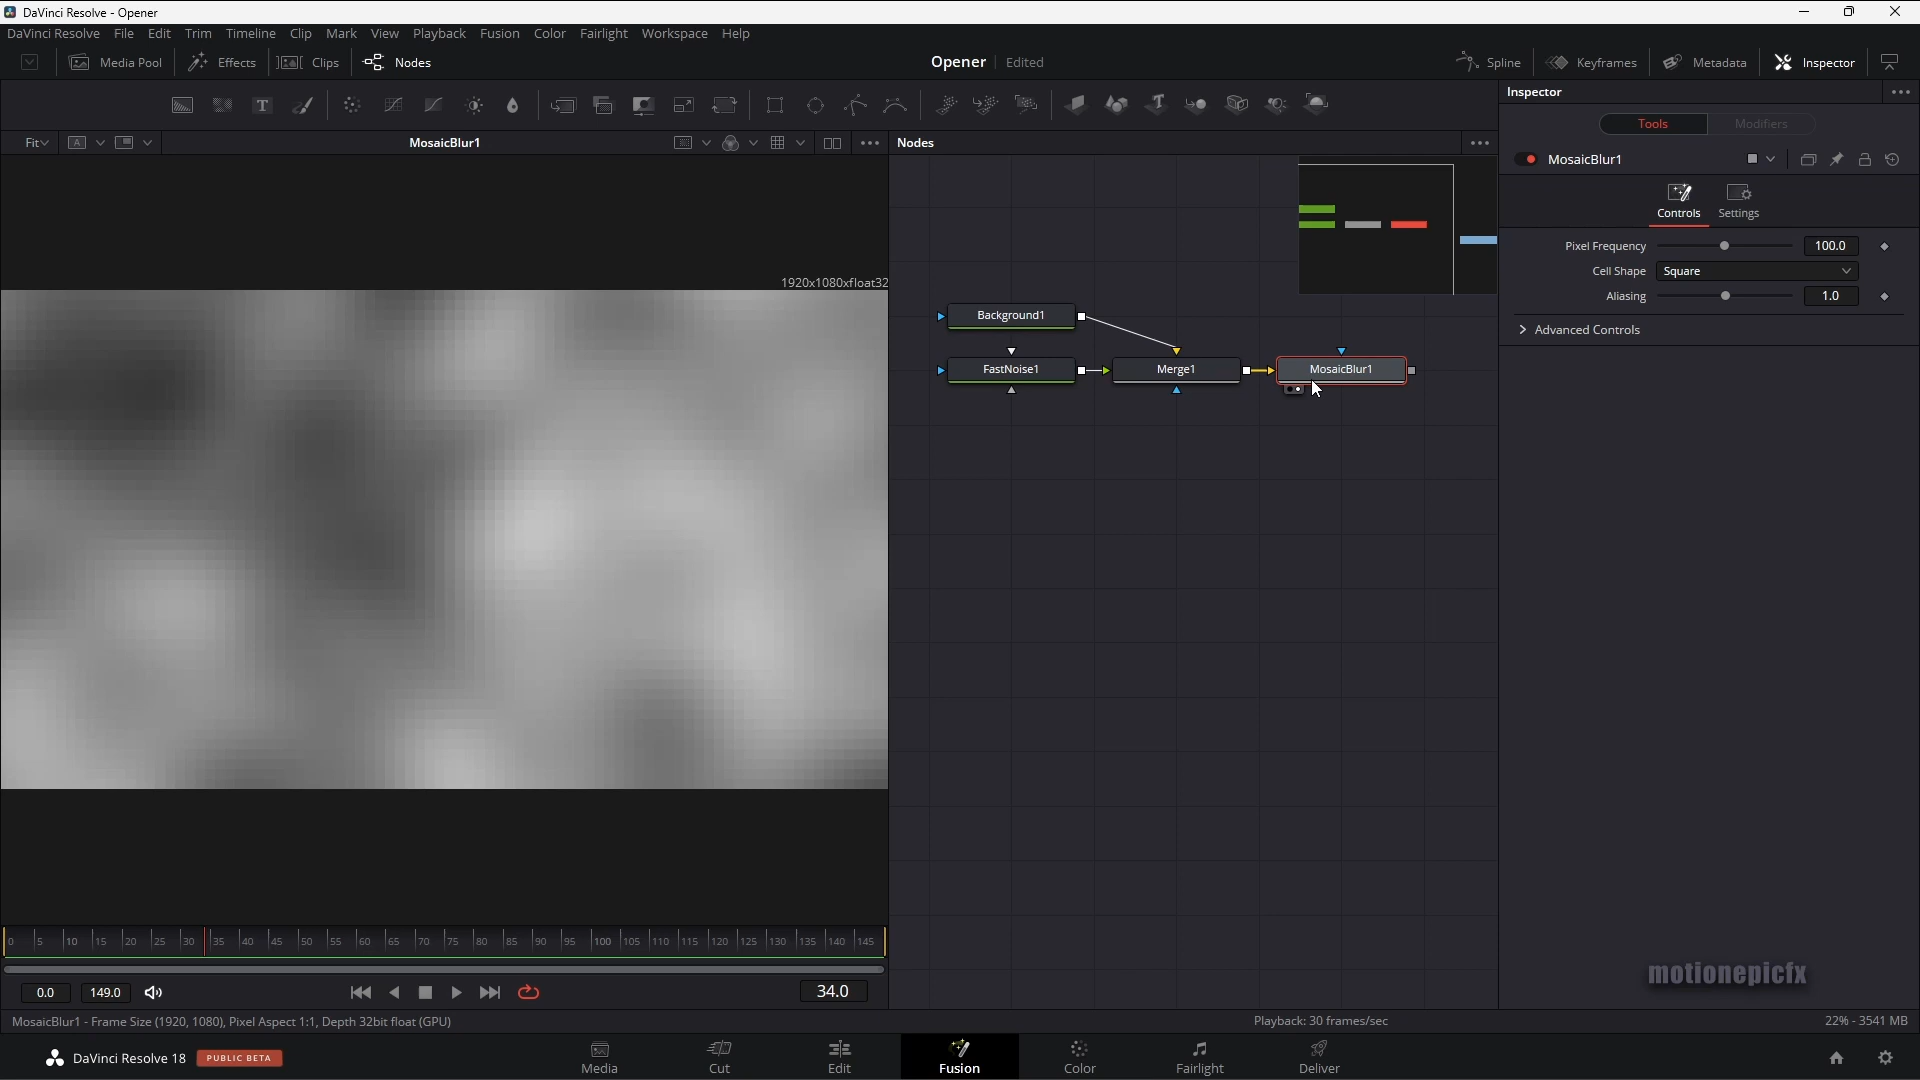 DaVinci Resolve - Opener
DaVinci Resolve File Edit Trim Timeline Clip Mark View Playback Fusion Color Fairlight Workspace Help
Media Pool Effects Clips Nodes Opener Edited Spline Keyframes Metadata Inspector
Inspector
Tools Modifiers
Fit A MosaicBlur1 Nodes
MosaicBlur1
Controls Settings
Pixel Frequency 100.0
Cell Shape Square
Aliasing 1.0
Advanced Controls
1920x1080xfloat32
Background1
FastNoise1 Merge1 MosaicBlur1
0 5 10 15 20 25 30 35 40 45 50 55 60 65 70 75 80 85 90 95 100 105 110 115 120 125 130 135 140 145
motionepicfx
0.0 149.0 34.0
MosaicBlur1 - Frame Size (1920, 1080), Pixel Aspect 1:1, Depth 32bit float (GPU) Playback: 30 frames/sec 22% - 3541 MB
DaVinci Resolve 18 PUBLIC BETA Media Cut Edit Fusion Color Fairlight Deliver